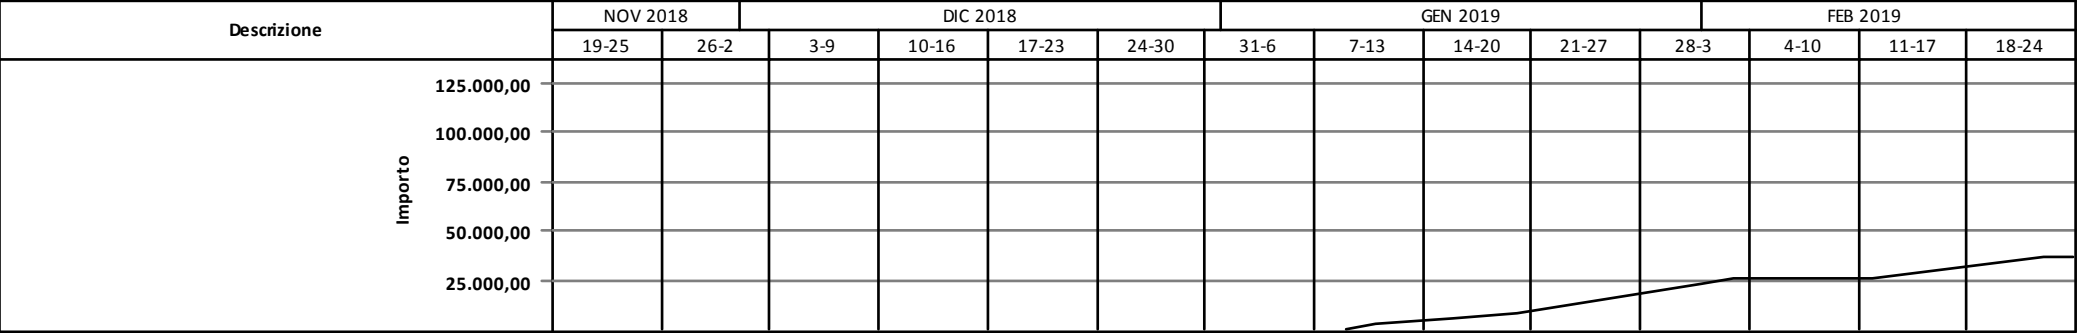 Descrizione
NOV 2018 DIC 2018 GEN 2019 FEB 2019
19-25 26-2 3-9 10-16 17-23 24-30 31-6 7-13 14-20 21-27 28-3 4-10 11-17 18-24
Importo
125.000,00
100.000,00
75.000,00
50.000,00
25.000,00